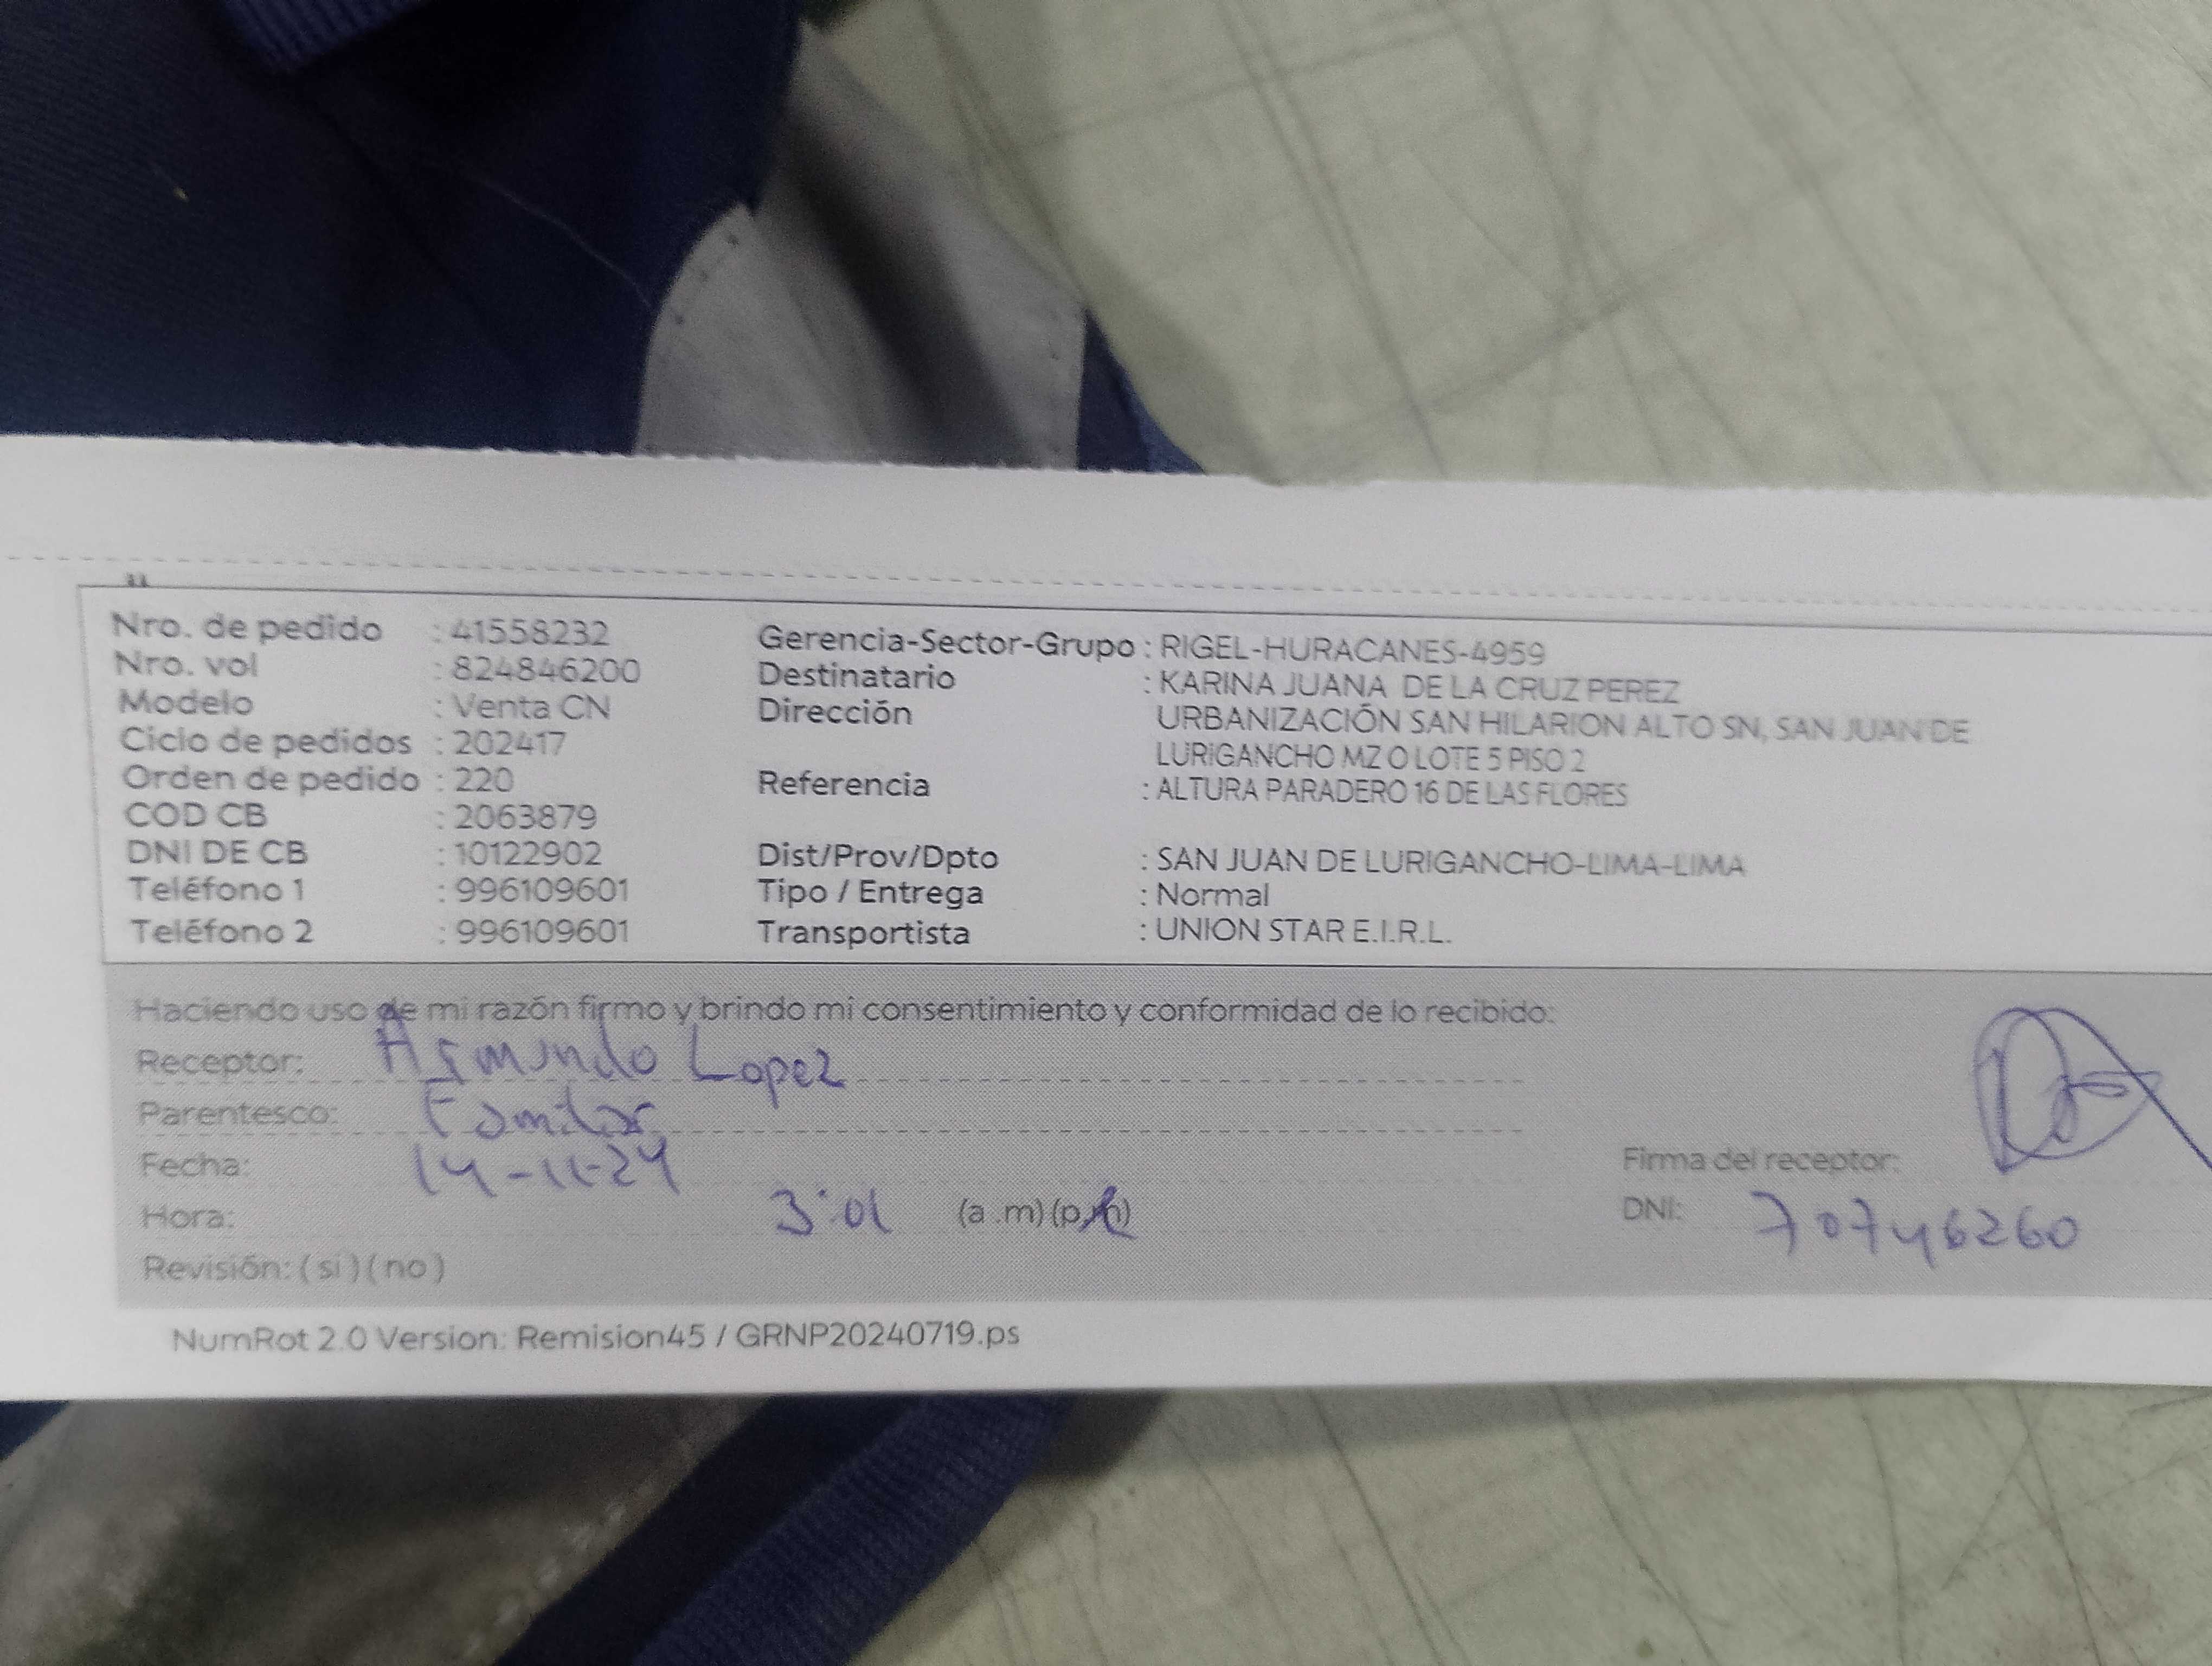 Nro. de pedido : 41558232
Nro. vol : 824846200
Modelo : Venta CN
Ciclo de pedidos : 202417
Orden de pedido : 220
COD CB : 2063879
DNI DE CB : 10122902
Teléfono 1 : 996109601
Teléfono 2 : 996109601
Gerencia-Sector-Grupo : RIGEL-HURACANES-4959
Destinatario : KARINA JUANA DE LA CRUZ PEREZ
Dirección URBANIZACIÓN SAN HILARION ALTO SN, SAN JUAN DE
LURIGANCHO MZ O LOTE 5 PISO 2
Referencia : ALTURA PARADERO 16 DE LAS FLORES
Dist/Prov/Dpto : SAN JUAN DE LURIGANCHO-LIMA-LIMA
Tipo / Entrega : Normal
Transportista : UNION STAR E.I.R.L.
Haciendo uso de mi razón firmo y brindo mi consentimiento y conformidad de lo recibido:
Receptor: Armando Lopez
Parentesco: Familiar
Fecha: 14-11-24
Hora: 3:01 (a.m) (p.m)
Revisión: (si) (no)
Firma del receptor:
DNI: 70746260
NumRot 2.0 Version: Remision45 / GRNP20240719.ps